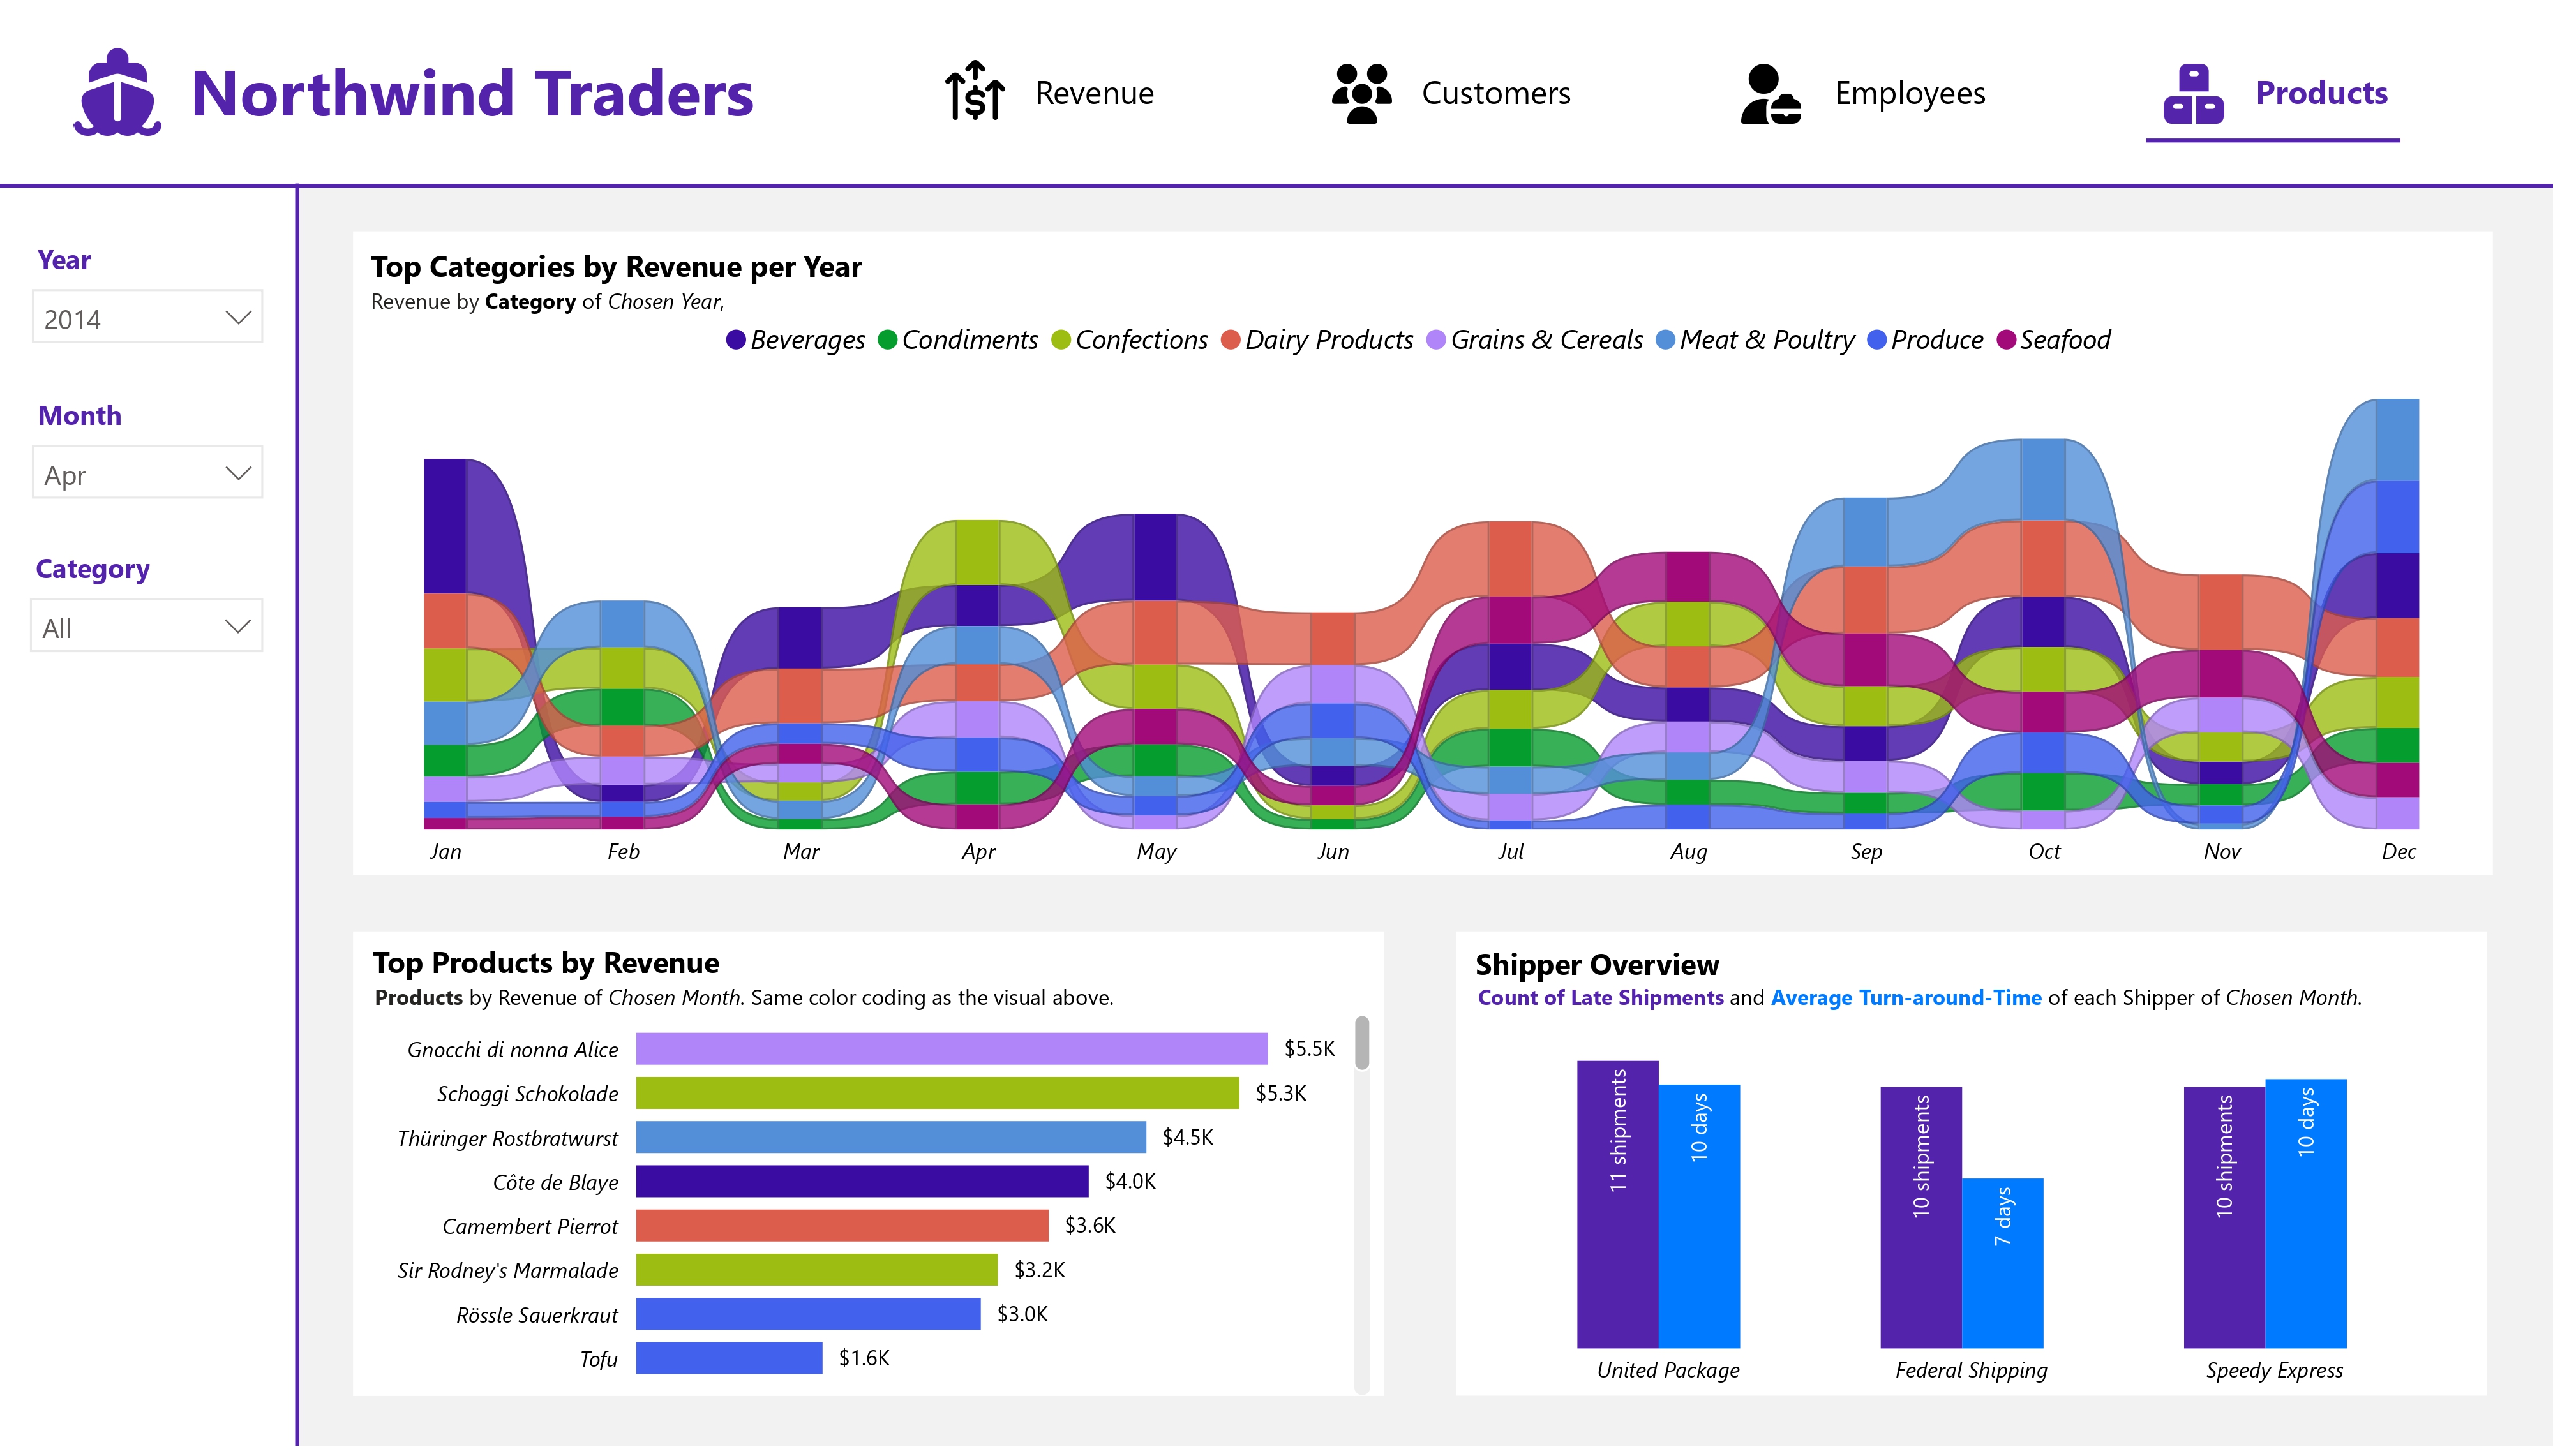 Northwind Traders
Revenue
Customers
Employees
Products
Year
2014
Month
Apr
Category
All
Top Categories by Revenue per Year
Revenue by Category of Chosen Year,
Beverages Condiments Confections Dairy Products Grains & Cereals Meat & Poultry Produce Seafood
Jan Feb Mar Apr May Jun Jul Aug Sep Oct Nov Dec
Top Products by Revenue
Products by Revenue of Chosen Month. Same color coding as the visual above.
Gnocchi di nonna Alice $5.5K
Schoggi Schokolade $5.3K
Thüringer Rostbratwurst $4.5K
Côte de Blaye $4.0K
Camembert Pierrot $3.6K
Sir Rodney's Marmalade $3.2K
Rössle Sauerkraut $3.0K
Tofu $1.6K
Shipper Overview
Count of Late Shipments and Average Turn-around-Time of each Shipper of Chosen Month.
11 shipments
10 days
10 shipments
7 days
10 shipments
10 days
United Package Federal Shipping Speedy Express